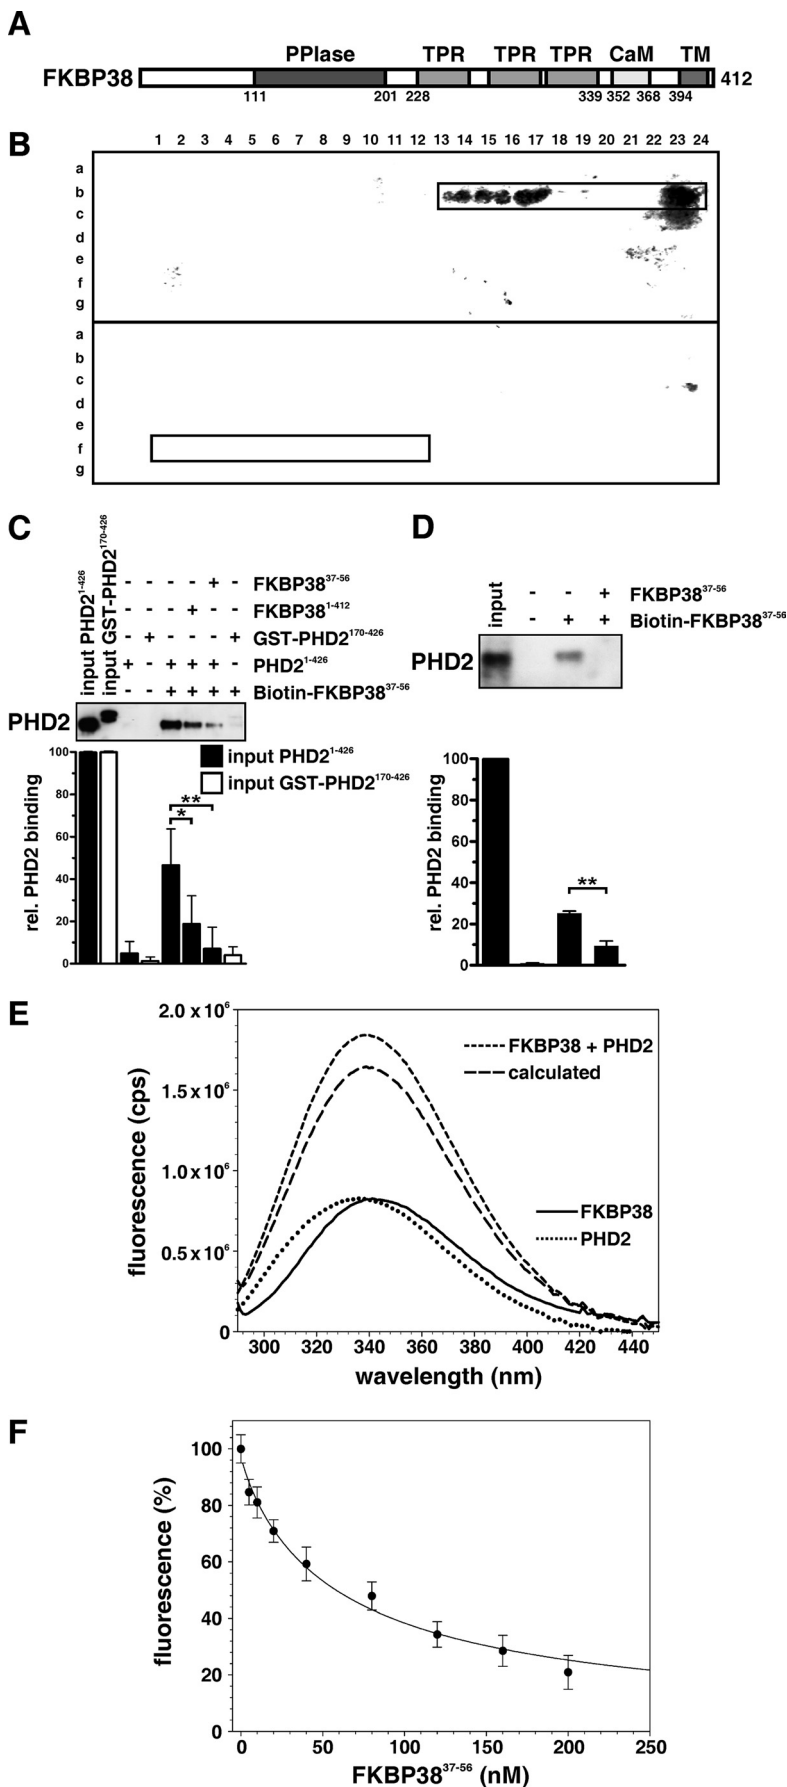 A
PPIase TPR TPR TPR CaM TM
FKBP38 412
111 201 228 339 352 368 394
B
1 2 3 4 5 6 7 8 9 10 11 12 13 14 15 16 17 18 19 20 21 22 23 24
a
b
c
d
e
f
g
a
b
c
d
e
f
g
C
input PHD2 1-426
input GST-PHD2 170-426
- - - - + - FKBP38 37-56
- - - + - - FKBP38 1-412
- + - - - + GST-PHD2 170-426
+ - + + + - PHD2 1-426
- - + + + + Biotin-FKBP38 37-56
PHD2
input PHD2 1-426
input GST-PHD2 170-426
rel. PHD2 binding
100
80
60
40
20
0
**
*
D
input
- - + FKBP38 37-56
- + + Biotin-FKBP38 37-56
PHD2
rel. PHD2 binding
100
80
60
40
20
0
**
E
fluorescence (cps)
2.0 x 10^6
1.5 x 10^6
1.0 x 10^6
0.5 x 10^6
0
FKBP38 + PHD2
calculated
FKBP38
PHD2
300 320 340 360 380 400 420 440
wavelength (nm)
F
fluorescence (%)
100
80
60
40
20
0
0 50 100 150 200 250
FKBP38 37-56 (nM)